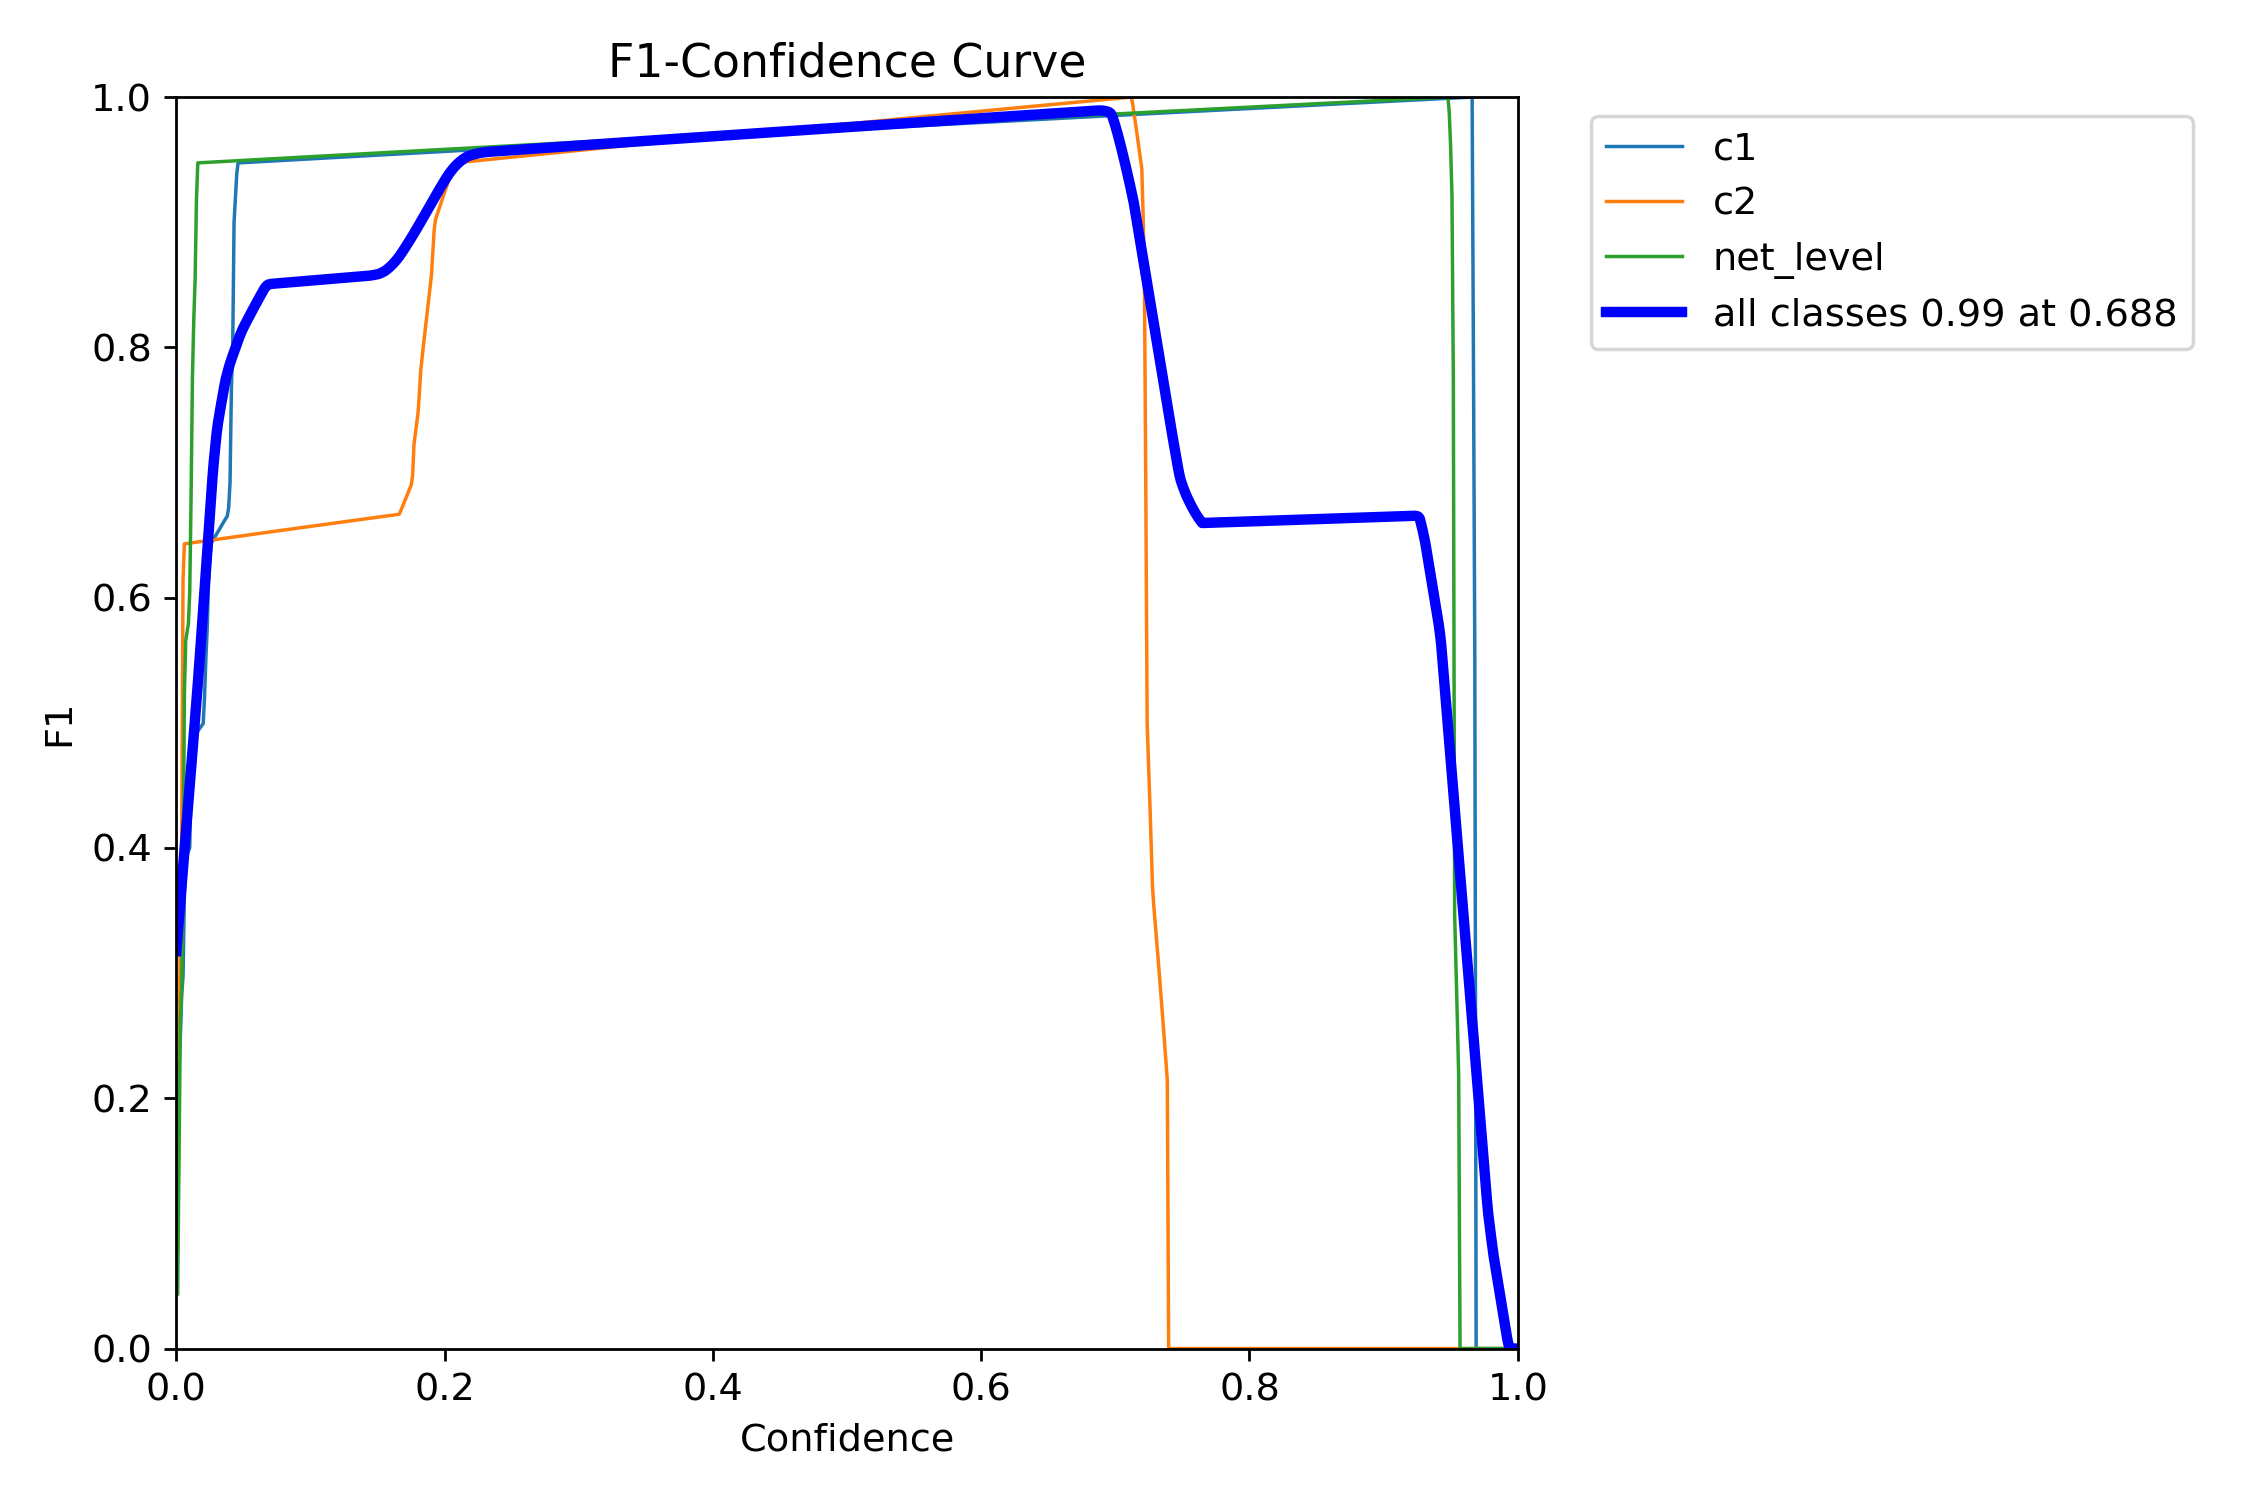 F1-Confidence Curve
1.0
0.8
0.6
0.4
0.2
0.0
F1
0.0 0.2 0.4 0.6 0.8 1.0
Confidence
c1
c2
net_level
all classes 0.99 at 0.688